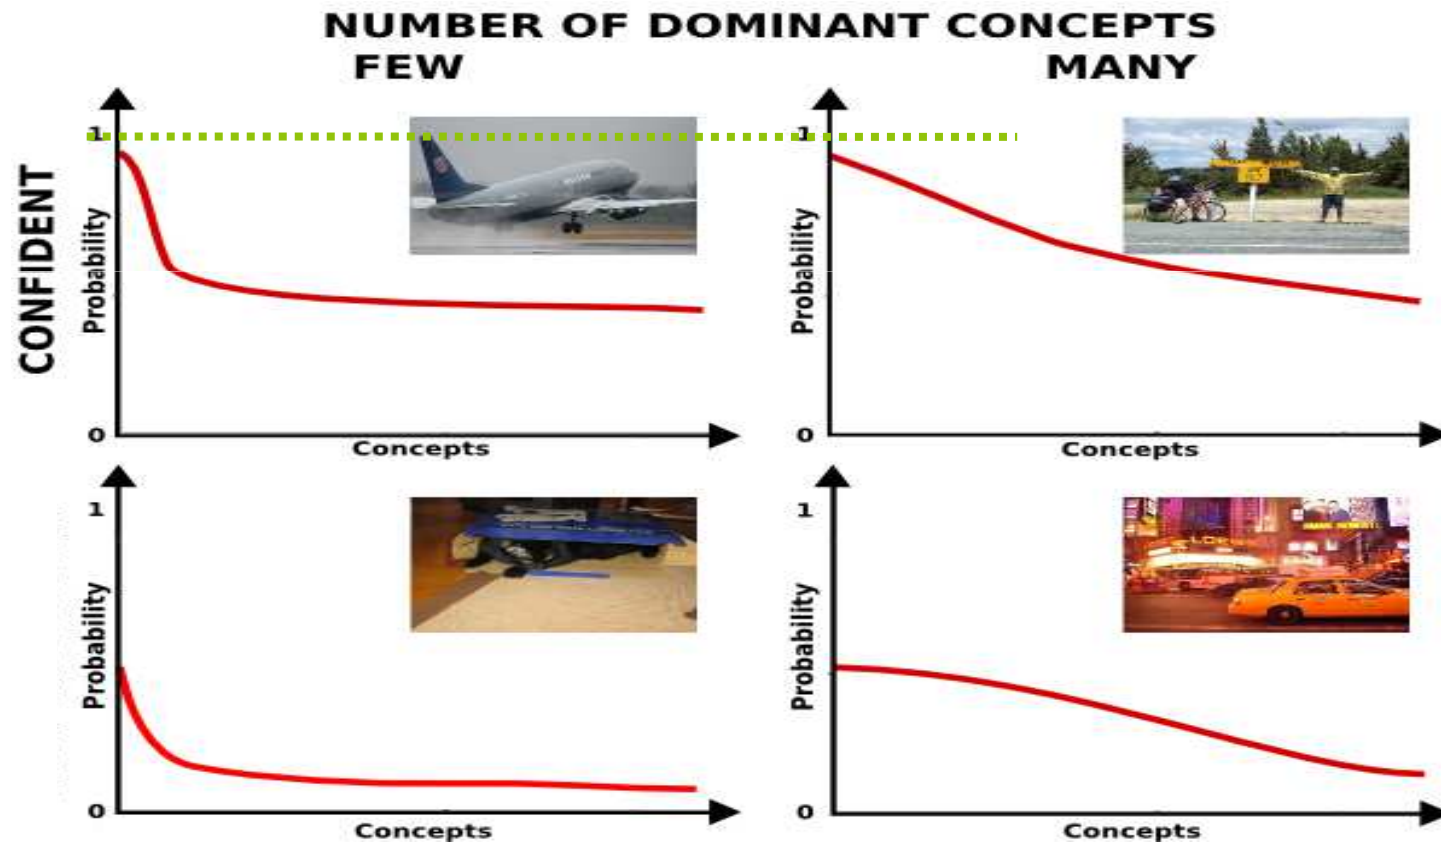 NUMBER OF DOMINANT CONCEPTS
FEW MANY
1 1
CONFIDENT
Probability Probability
0 0
Concepts Concepts
1 1
Probability Probability
0 0
Concepts Concepts